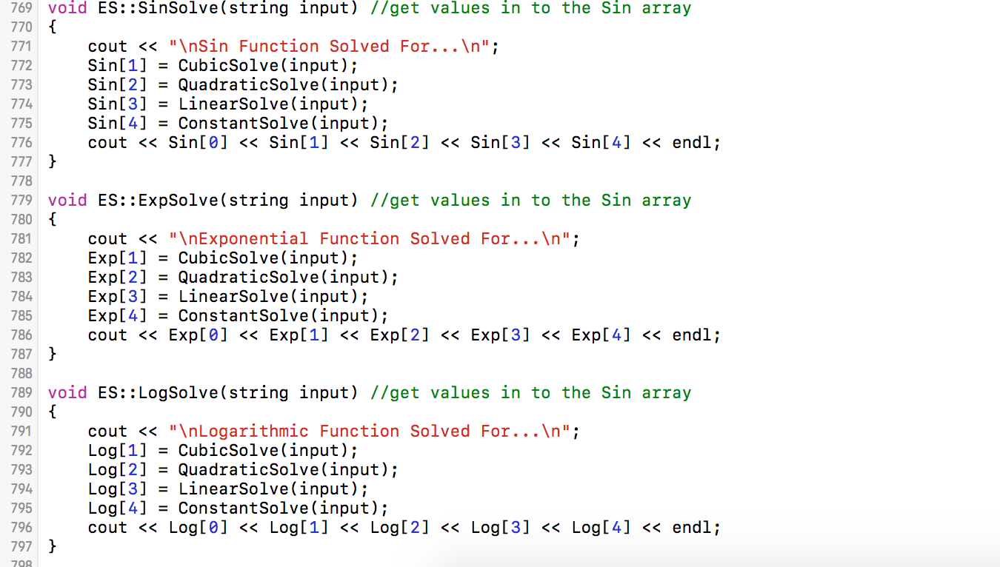 769 void ES::SinSolve(string input) //get values in to the Sin array
770 {
771     cout << "\nSin Function Solved For...\n";
772     Sin[1] = CubicSolve(input);
773     Sin[2] = QuadraticSolve(input);
774     Sin[3] = LinearSolve(input);
775     Sin[4] = ConstantSolve(input);
776     cout << Sin[0] << Sin[1] << Sin[2] << Sin[3] << Sin[4] << endl;
777 }
778
779 void ES::ExpSolve(string input) //get values in to the Sin array
780 {
781     cout << "\nExponential Function Solved For...\n";
782     Exp[1] = CubicSolve(input);
783     Exp[2] = QuadraticSolve(input);
784     Exp[3] = LinearSolve(input);
785     Exp[4] = ConstantSolve(input);
786     cout << Exp[0] << Exp[1] << Exp[2] << Exp[3] << Exp[4] << endl;
787 }
788
789 void ES::LogSolve(string input) //get values in to the Sin array
790 {
791     cout << "\nLogarithmic Function Solved For...\n";
792     Log[1] = CubicSolve(input);
793     Log[2] = QuadraticSolve(input);
794     Log[3] = LinearSolve(input);
795     Log[4] = ConstantSolve(input);
796     cout << Log[0] << Log[1] << Log[2] << Log[3] << Log[4] << endl;
797 }
798